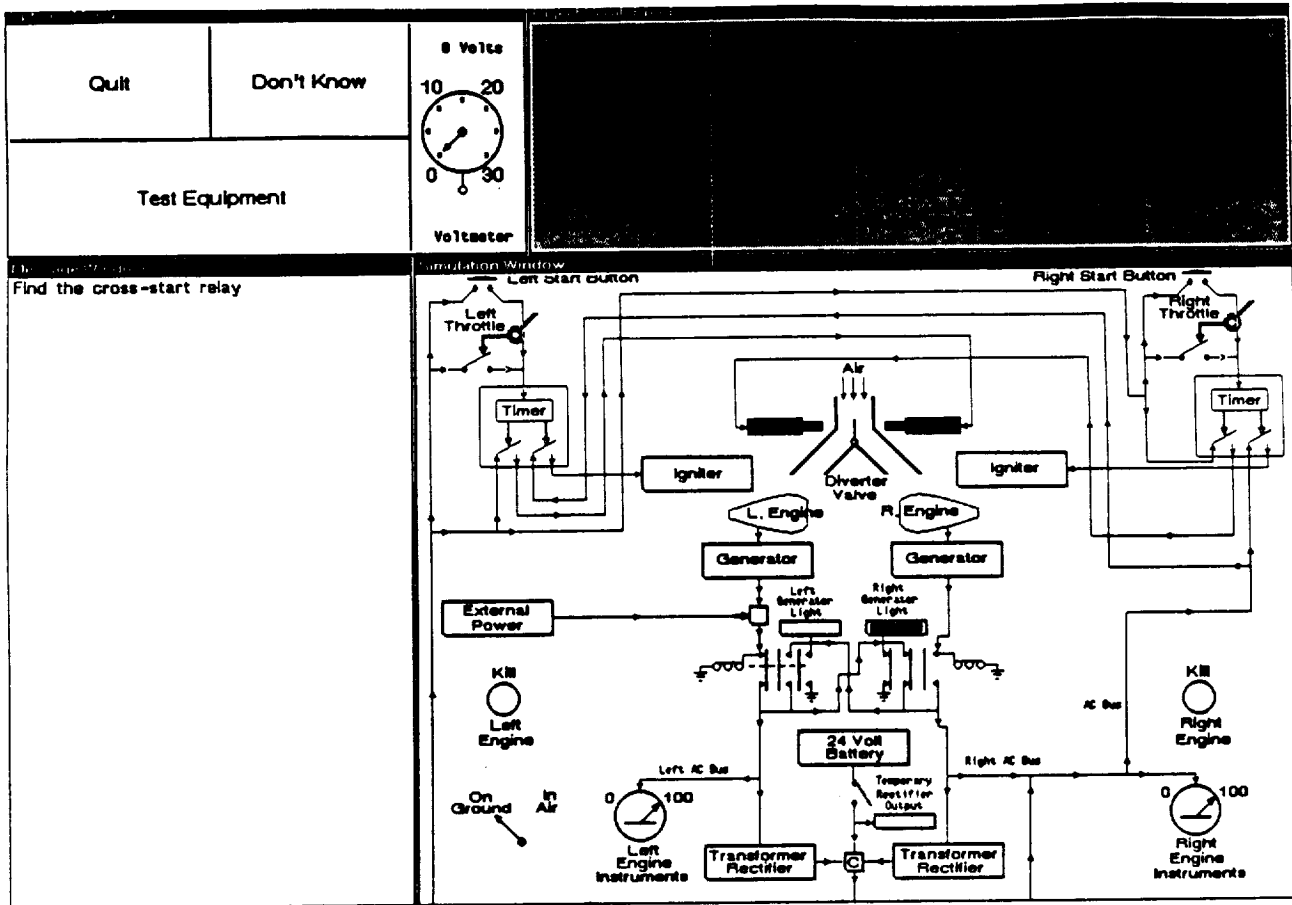 Quit
Don't Know
Test Equipment
0 Volts
10
20
0
30
Voltmeter
Find the cross-start relay
Simulation Window
Left Start Button
Right Start Button
Left
Throttle
Right
Throttle
Timer
Timer
Air
Igniter
Igniter
Diverter
Valve
L. Engine
R. Engine
Generator
Generator
External
Power
Left
Generator
Light
Right
Generator
Light
Kill
Left
Engine
Kill
Right
Engine
AC Bus
24 Volt
Battery
Left AC Bus
Right AC Bus
Temporary
Rectifier
Output
On
Ground
In
Air
0
100
Left
Engine
Instruments
0
100
Right
Engine
Instruments
Transformer
Rectifier
C
Transformer
Rectifier